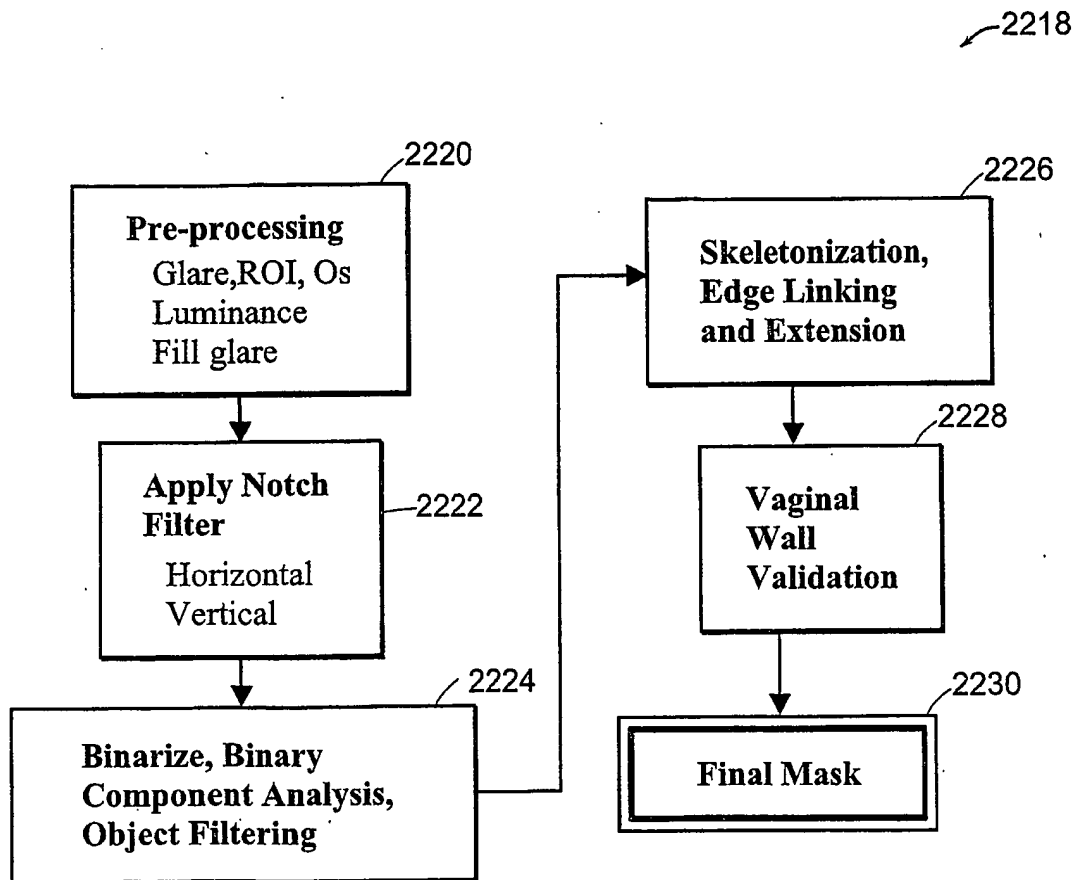 2218
2220
Pre-processing
Glare,ROI, Os
Luminance
Fill glare
2222
Apply Notch
Filter
Horizontal
Vertical
2224
Binarize, Binary
Component Analysis,
Object Filtering
2226
Skeletonization,
Edge Linking
and Extension
2228
Vaginal
Wall
Validation
2230
Final Mask